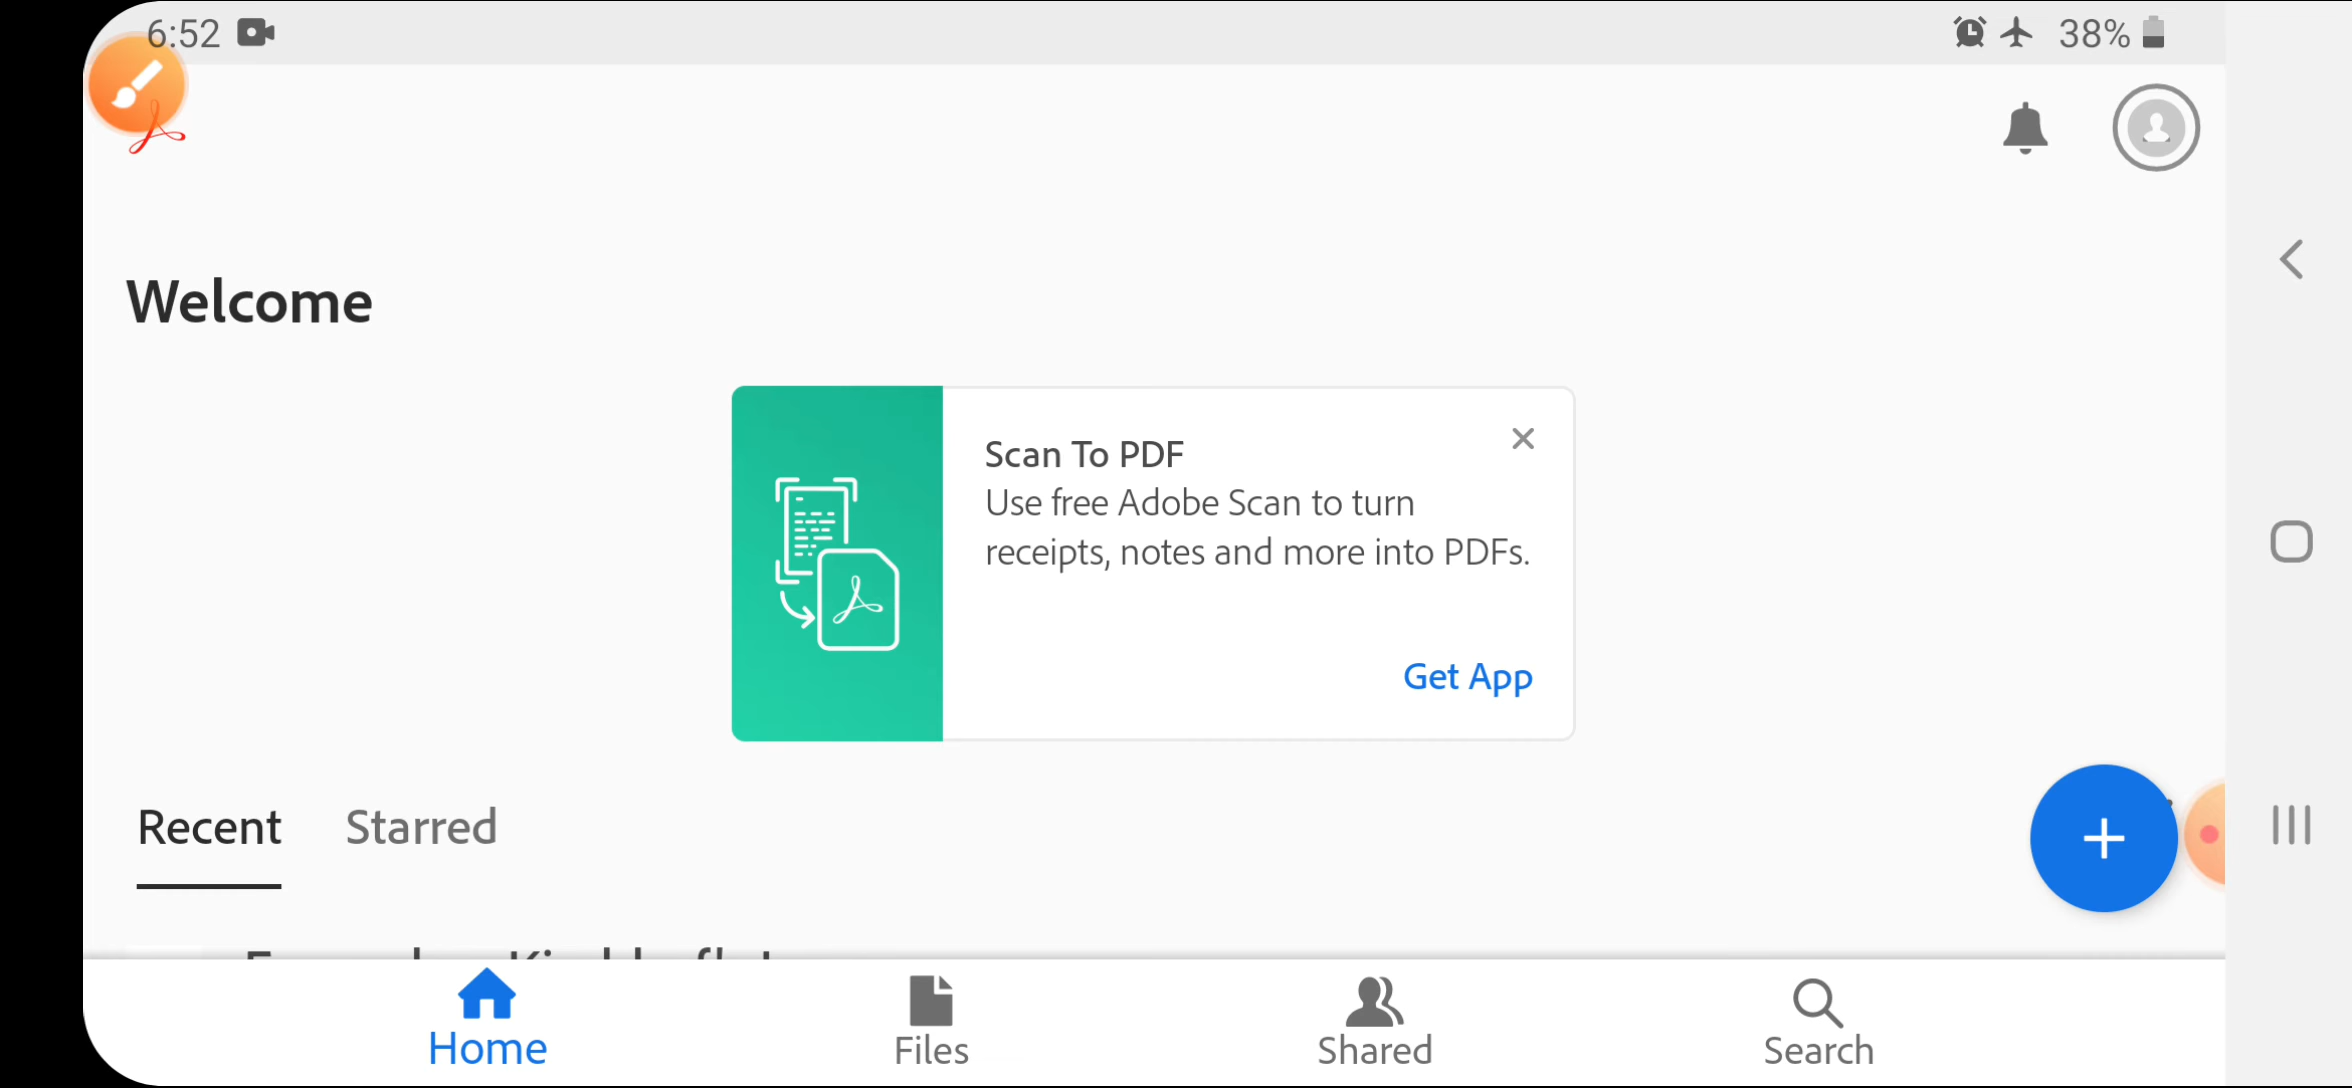 6:52
38%
Welcome
Scan To PDF
Use free Adobe Scan to turn
receipts, notes and more into PDFs.
Get App
Recent
Starred
Home
Files
Shared
Search